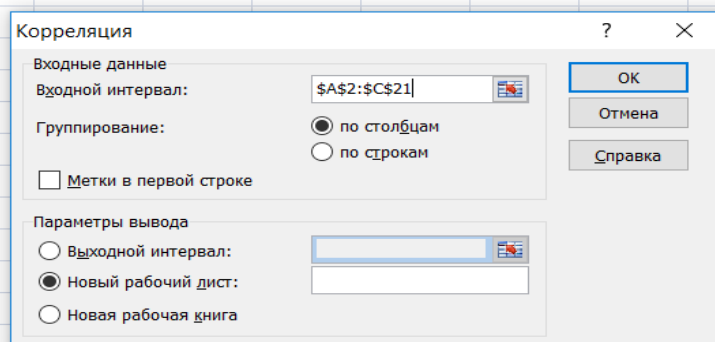 Корреляция ?
Входные данные
Входной интервал: $A$2:$C$21
OK
Группирование: по столбцам
Отмена
по строкам
Справка
Метки в первой строке
Параметры вывода
Выходной интервал:
Новый рабочий лист:
Новая рабочая книга